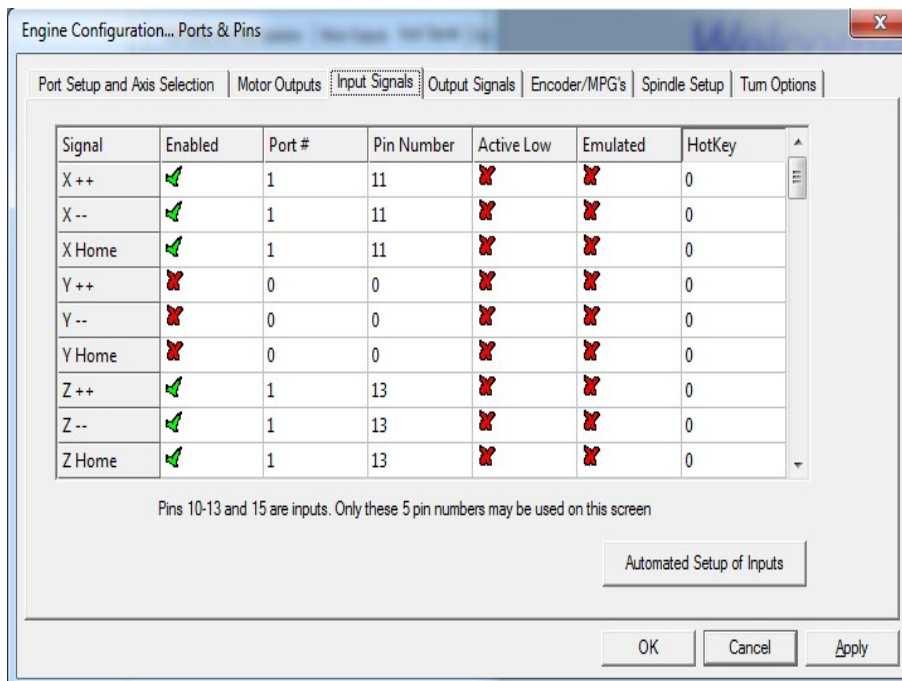 Engine Configuration... Ports & Pins
Port Setup and Axis Selection Motor Outputs Input Signals Output Signals Encoder/MPG's Spindle Setup Turn Options
Signal Enabled Port # Pin Number Active Low Emulated HotKey
X ++ 1 11 0
X -- 1 11 0
X Home 1 11 0
Y ++ 0 0 0
Y -- 0 0 0
Y Home 0 0 0
Z ++ 1 13 0
Z -- 1 13 0
Z Home 1 13 0
Pins 10-13 and 15 are inputs. Only these 5 pin numbers may be used on this screen
Automated Setup of Inputs
OK Cancel Apply